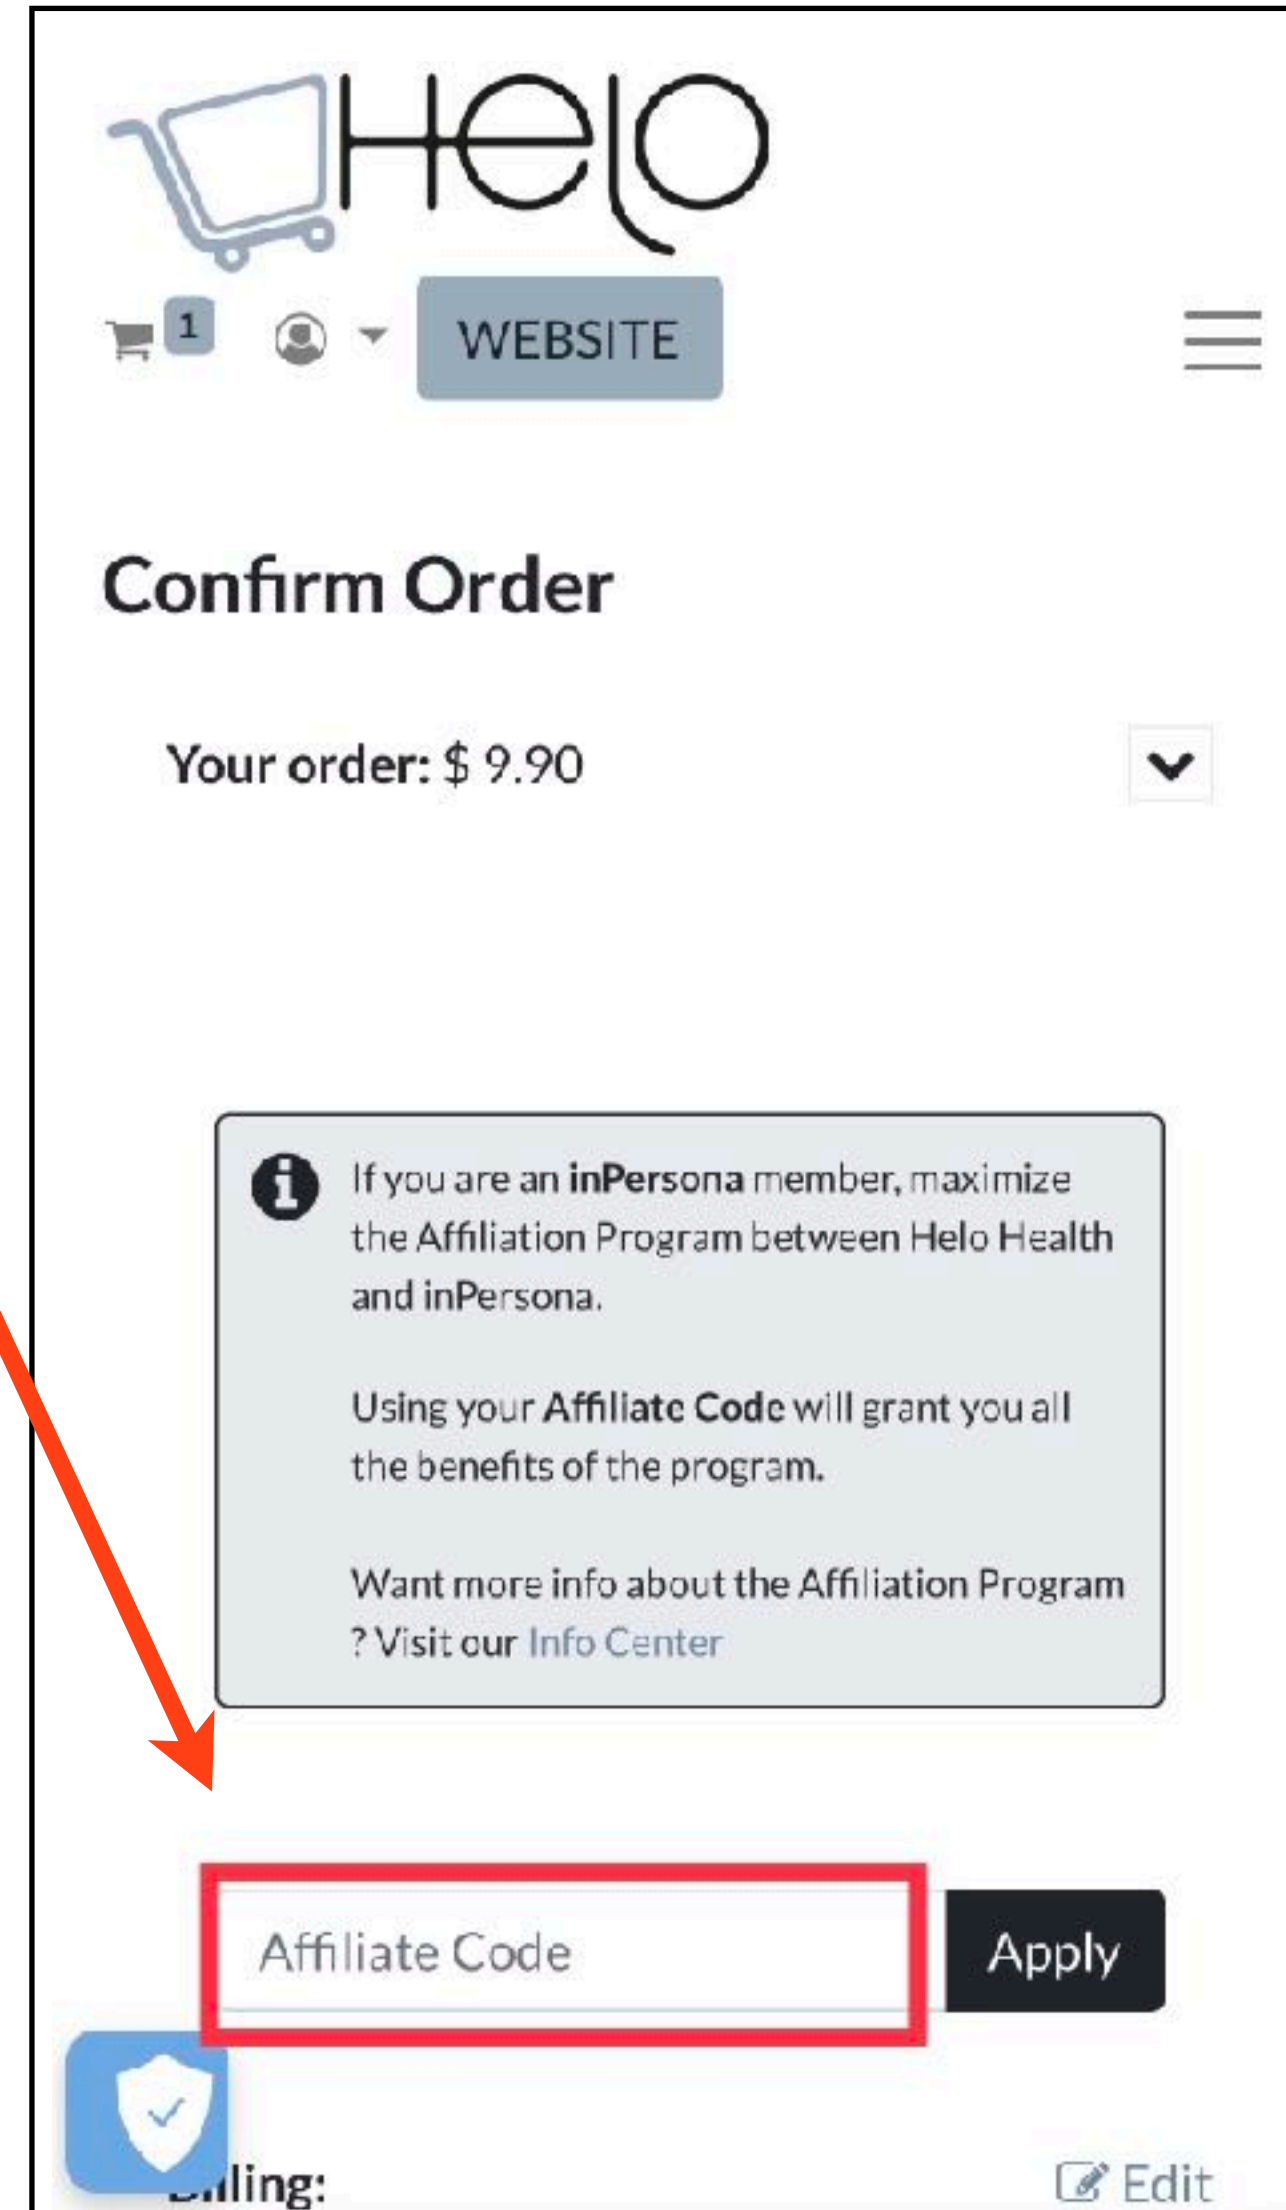 Helo
1
WEBSITE
Confirm Order
Your order: $ 9.90
If you are an inPersona member, maximize
the Affiliation Program between Helo Health
and inPersona.
Using your Affiliate Code will grant you all
the benefits of the program.
Want more info about the Affiliation Program
? Visit our Info Center
Affiliate Code
Apply
Billing:
Edit